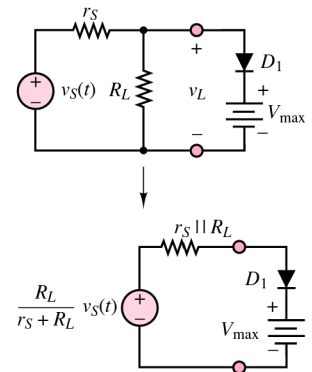 r_S
+
D_1
+
−
v_S(t) R_L v_L
+
V_max
−
−
r_S || R_L
D_1
R_L / (r_S + R_L) v_S(t)
+
−
+
V_max
−